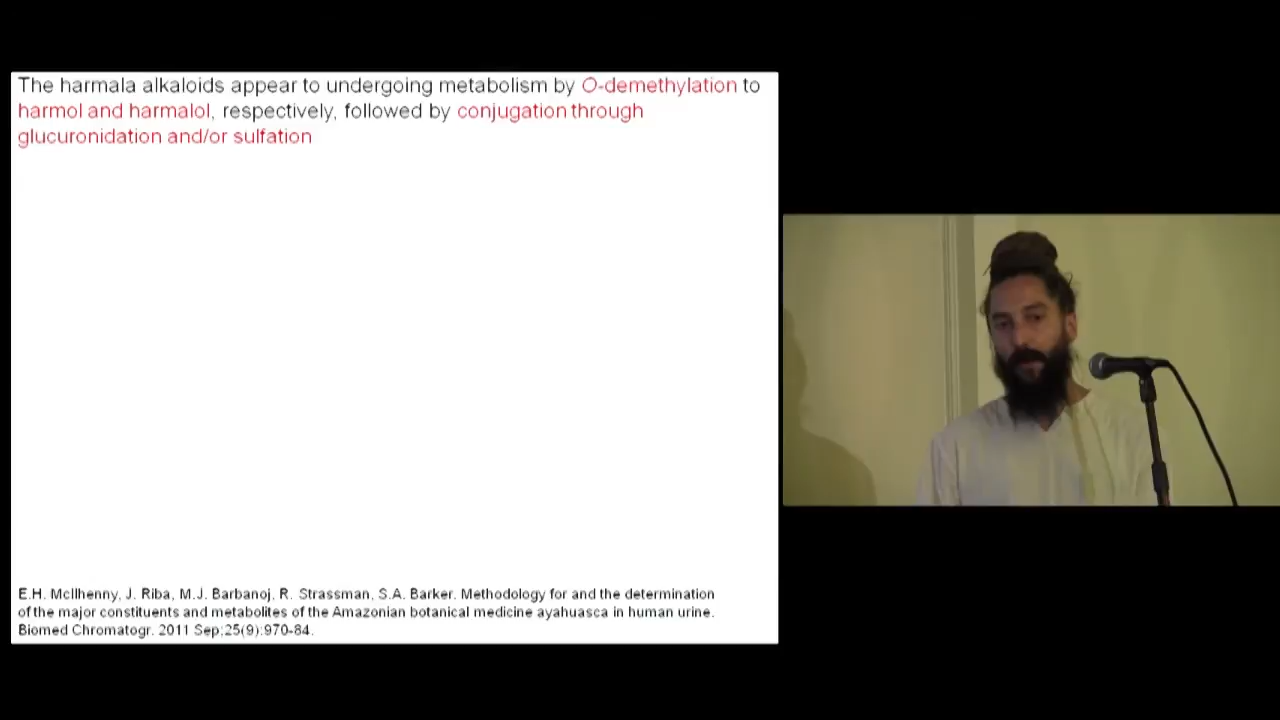 The harmala alkaloids appear to undergoing metabolism by O-demethylation to
harmol and harmalol, respectively, followed by conjugation through
glucuronidation and/or sulfation
E.H. McIlhenny, J. Riba, M.J. Barbanoj, R. Strassman, S.A. Barker. Methodology for and the determination
of the major constituents and metabolites of the Amazonian botanical medicine ayahuasca in human urine.
Biomed Chromatogr. 2011 Sep;25(9):970-84.